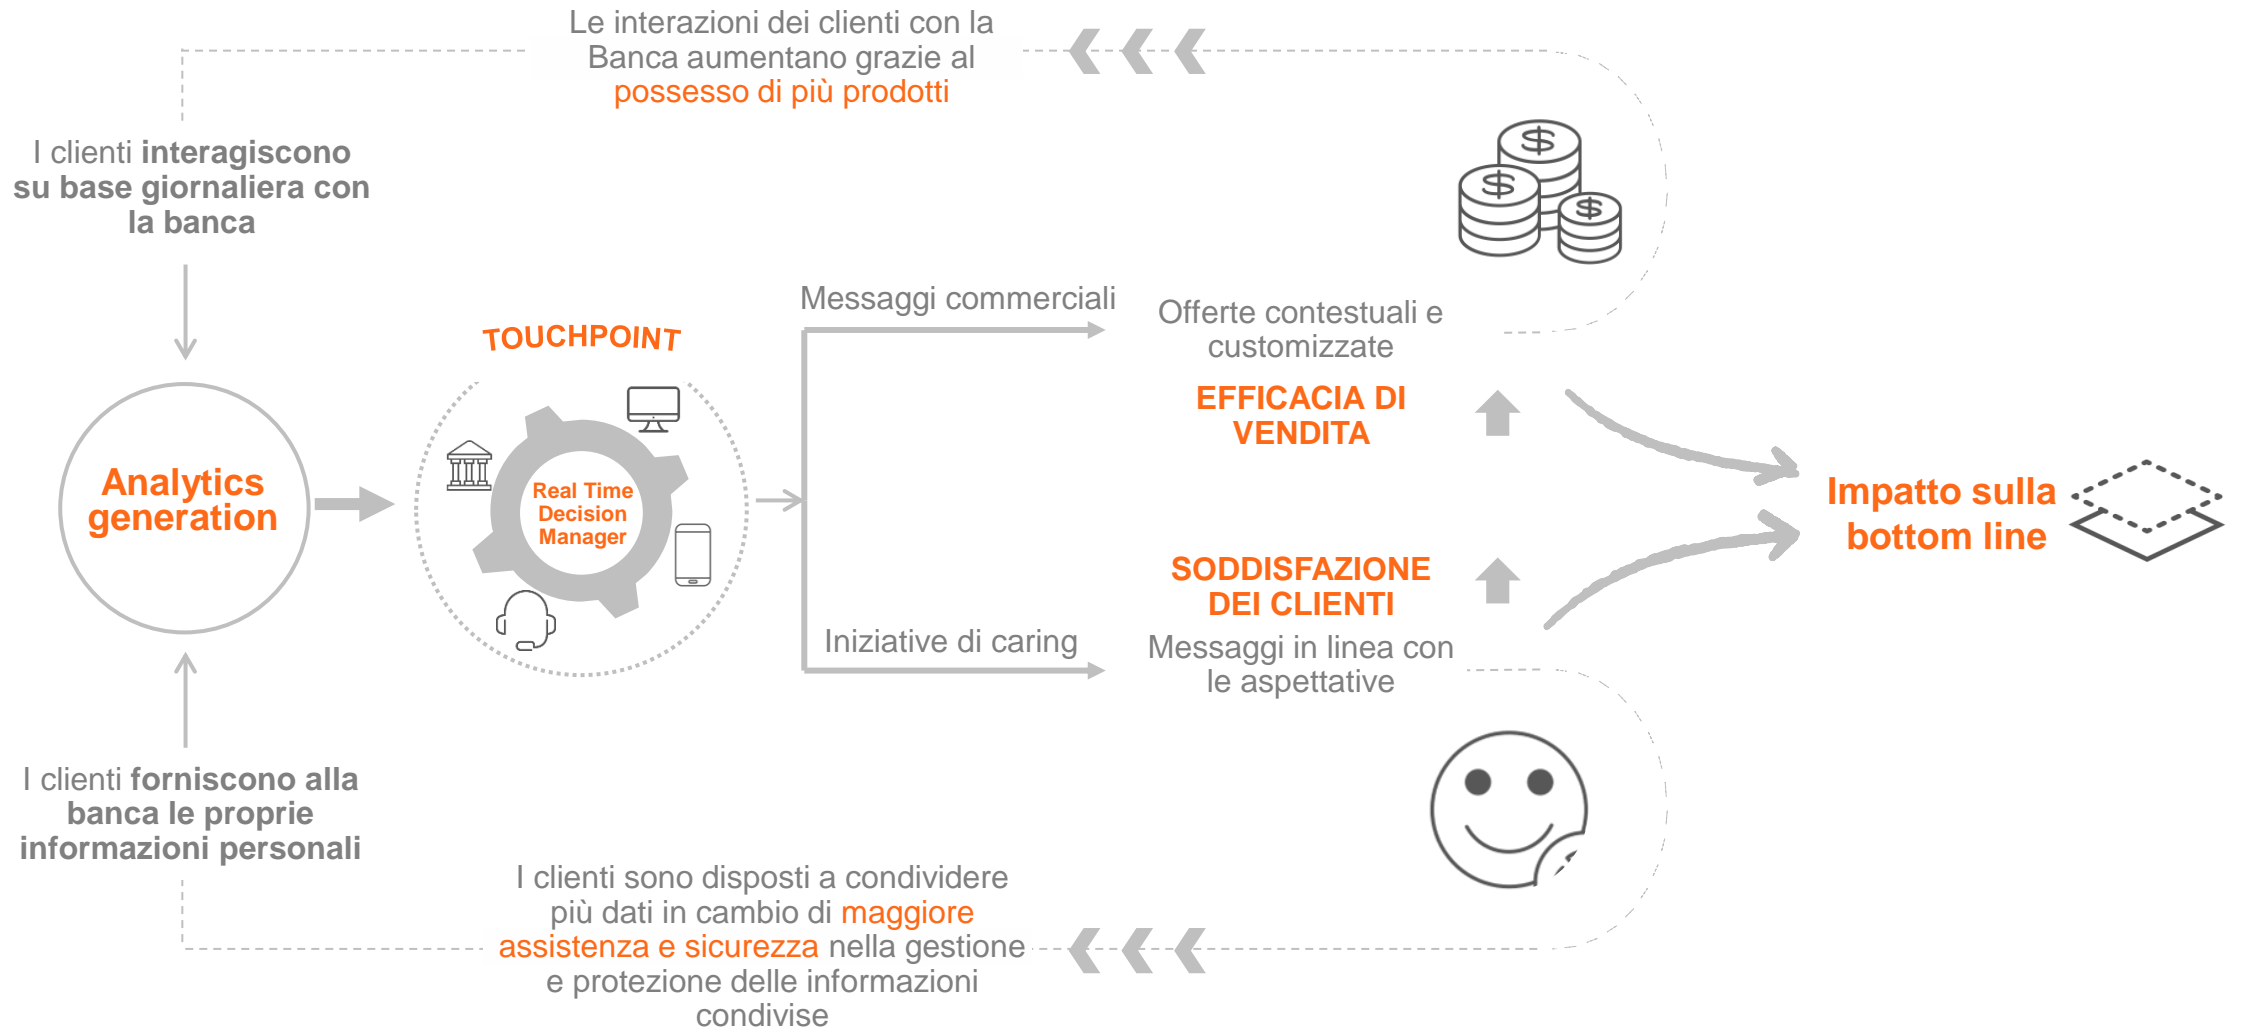 Le interazioni dei clienti con la
Banca aumentano grazie al
possesso di più prodotti
I clienti interagiscono
su base giornaliera con
la banca
Messaggi commerciali
Offerte contestuali e
customizzate
TOUCHPOINT
EFFICACIA DI
VENDITA
Analytics
generation
Real Time
Decision
Manager
Impatto sulla
bottom line
SODDISFAZIONE
DEI CLIENTI
Iniziative di caring
Messaggi in linea con
le aspettative
I clienti forniscono alla
banca le proprie
informazioni personali
I clienti sono disposti a condividere
più dati in cambio di maggiore
assistenza e sicurezza nella gestione
e protezione delle informazioni
condivise